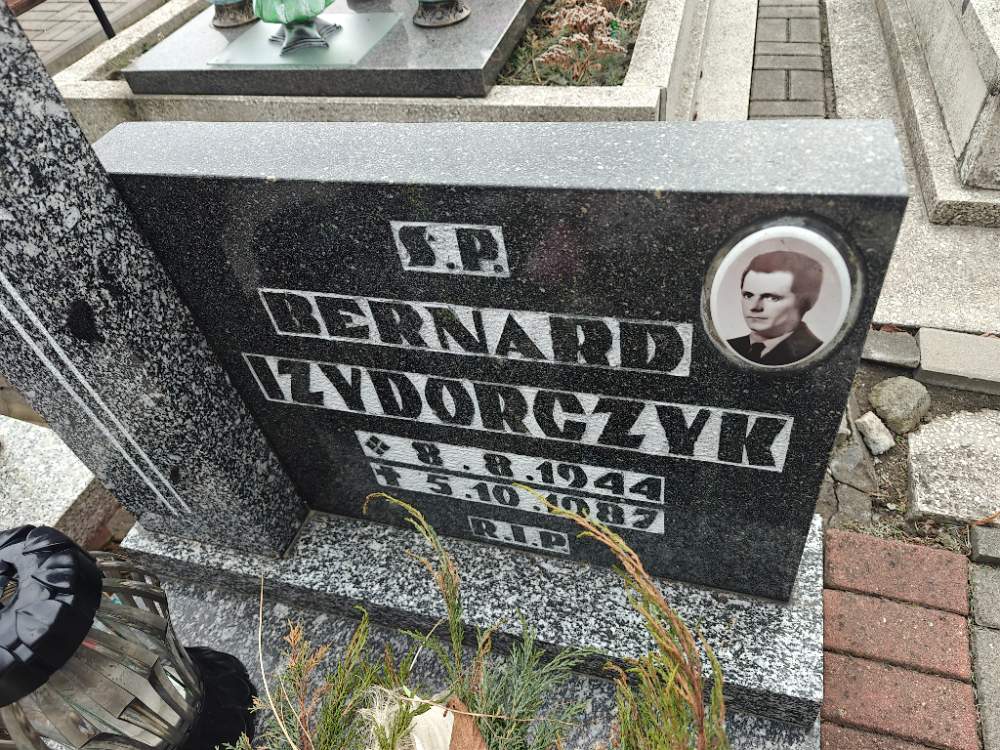 S.P.
BERNARD
IZYDORCZYK
8.8.1944
✝ 5.10.1987
R.I.P.